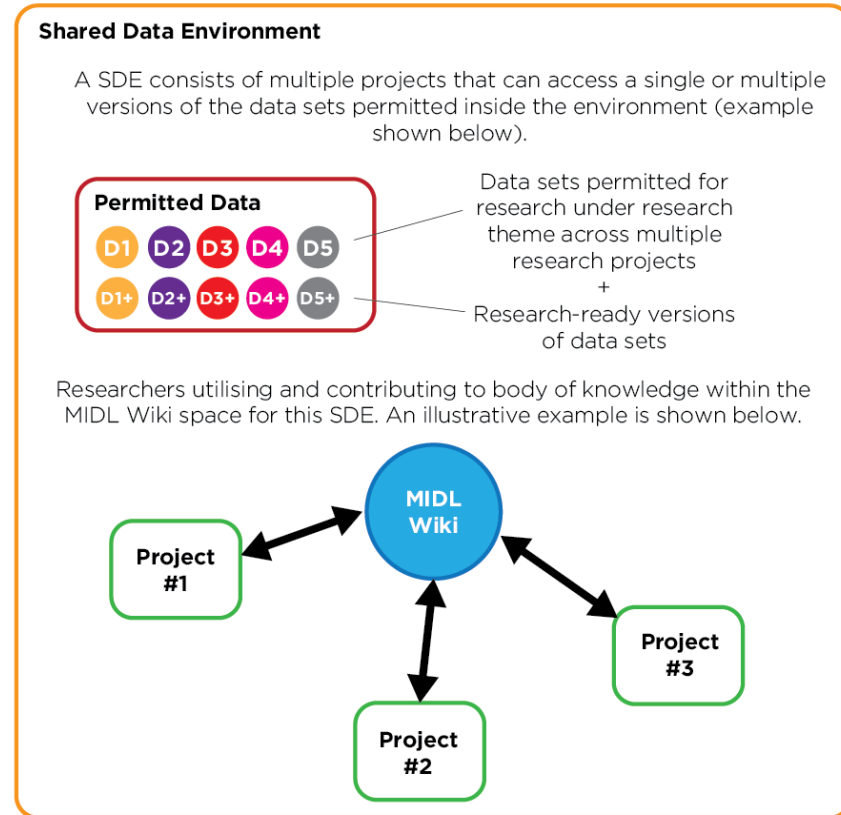 Shared Data Environment
A SDE consists of multiple projects that can access a single or multiple
versions of the data sets permitted inside the environment (example
shown below).
Permitted Data
D1 D2 D3 D4 D5
D1+ D2+ D3+ D4+ D5+
Data sets permitted for
research under research
theme across multiple
research projects
+
Research-ready versions
of data sets
Researchers utilising and contributing to body of knowledge within the
MIDL Wiki space for this SDE. An illustrative example is shown below.
MIDL
Wiki
Project
#1
Project
#2
Project
#3